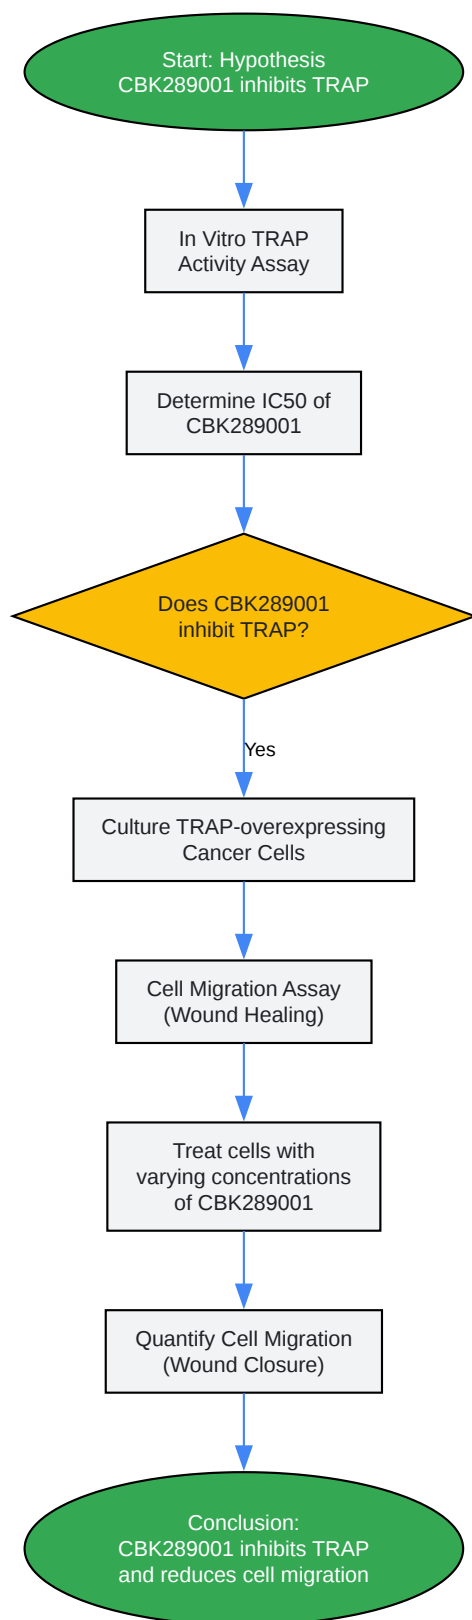 Start: Hypothesis
CBK289001 inhibits TRAP
In Vitro TRAP
Activity Assay
Determine IC50 of
CBK289001
Does CBK289001
inhibit TRAP?
Yes
Culture TRAP-overexpressing
Cancer Cells
Cell Migration Assay
(Wound Healing)
Treat cells with
varying concentrations
of CBK289001
Quantify Cell Migration
(Wound Closure)
Conclusion:
CBK289001 inhibits TRAP
and reduces cell migration